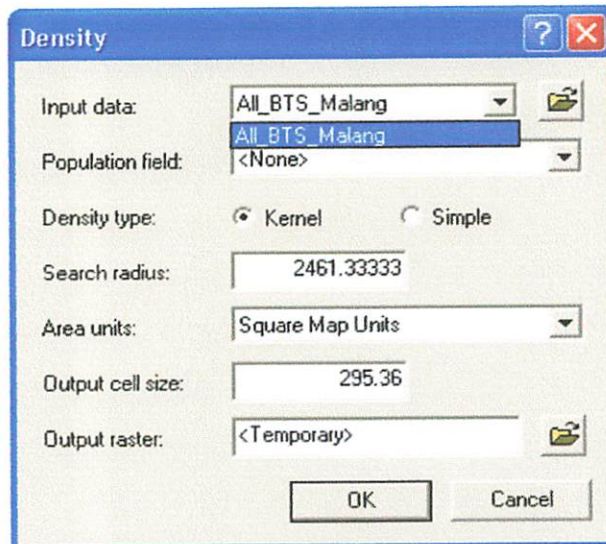 Density
Input data: All_BTS_Malang
All_BTS_Malang
Population field: <None>
Density type: Kernel Simple
Search radius: 2461.33333
Area units: Square Map Units
Output cell size: 295.36
Output raster: <Temporary>
OK Cancel